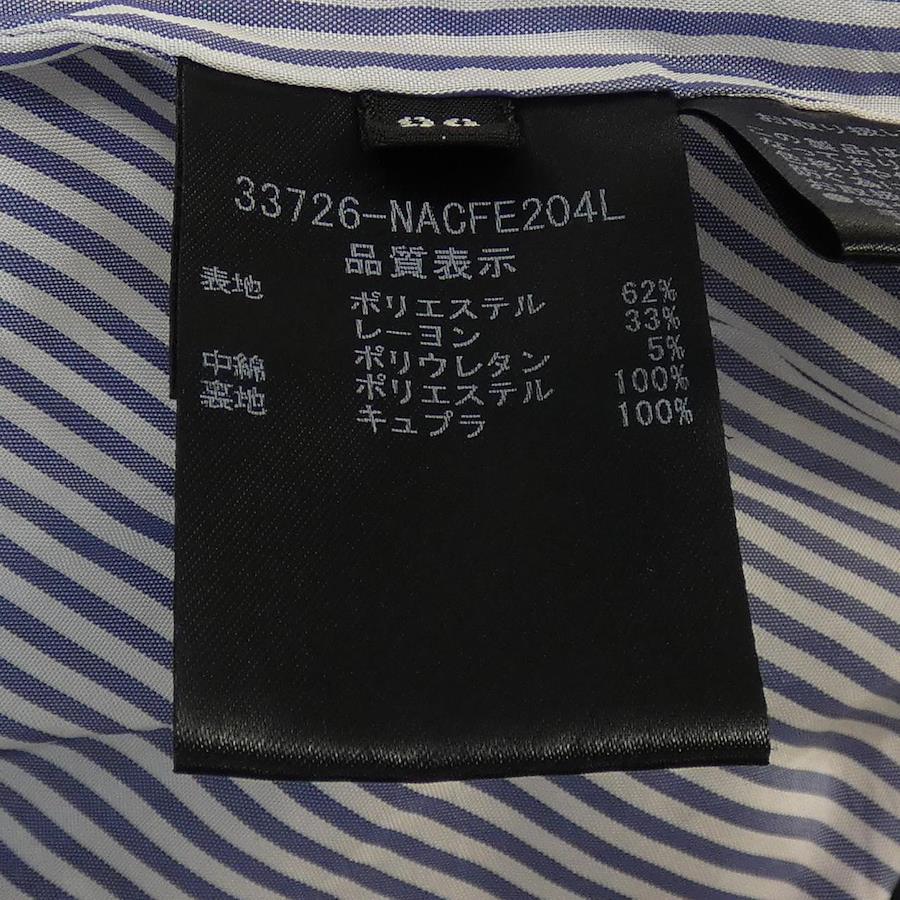 33726-NACFE204L
品質表示
表地 ポリエステル 62%
レーヨン 33%
ポリウレタン 5%
中綿 ポリエステル 100%
裏地 キュプラ 100%